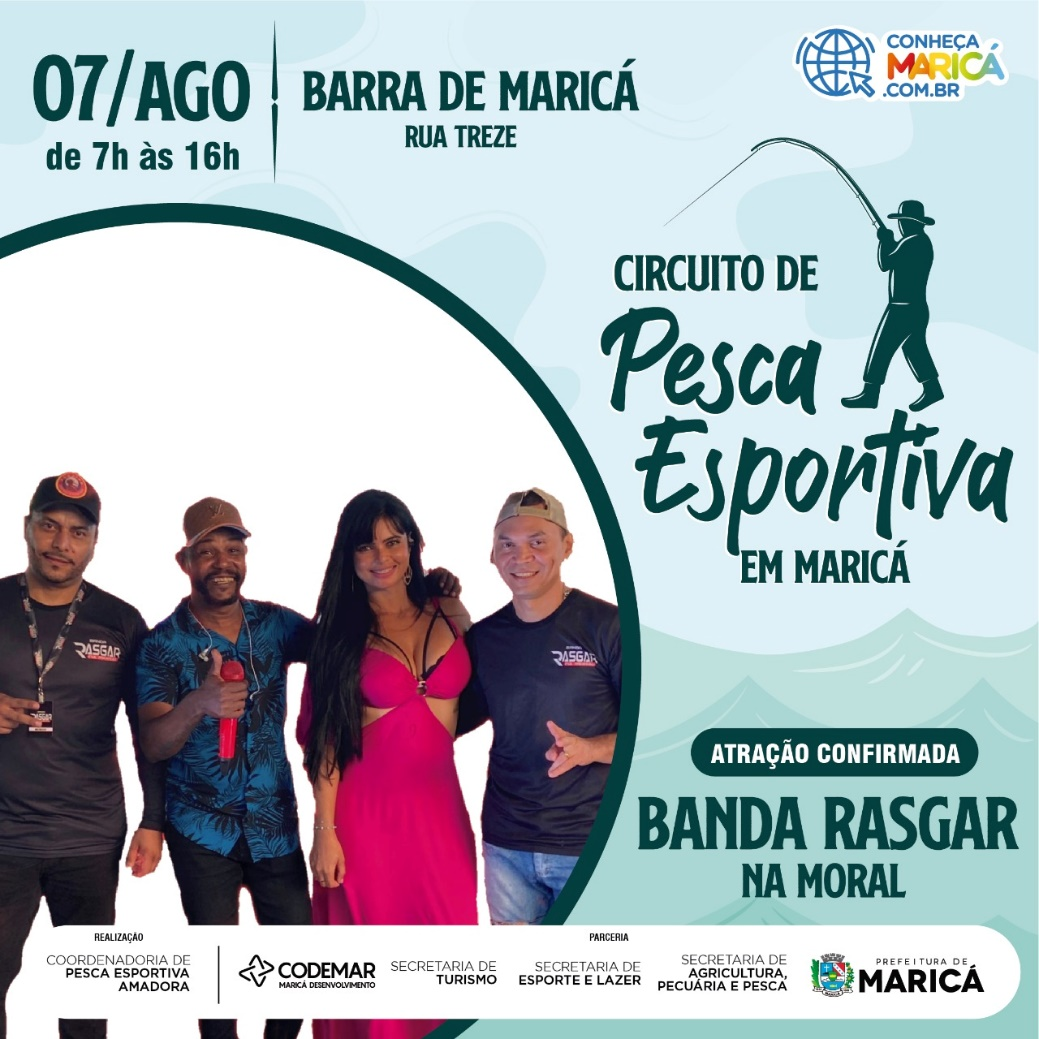 07/AGO
de 7h às 16h
BARRA DE MARICÁ
RUA TREZE
CONHEÇA
MARICÁ
.COM.BR
CIRCUITO DE
Pesca
Esportiva
EM MARICÁ
RASGAR
RASGAR
RASGAR
ATRAÇÃO CONFIRMADA
BANDA RASGAR
NA MORAL
REALIZAÇÃO
COORDENADORIA DE
PESCA ESPORTIVA
AMADORA
CODEMAR
MARICÁ DESENVOLVIMENTO
PARCERIA
SECRETARIA DE
TURISMO
SECRETARIA DE
ESPORTE E LAZER
SECRETARIA DE
AGRICULTURA,
PECUÁRIA E PESCA
PREFEITURA DE
MARICÁ